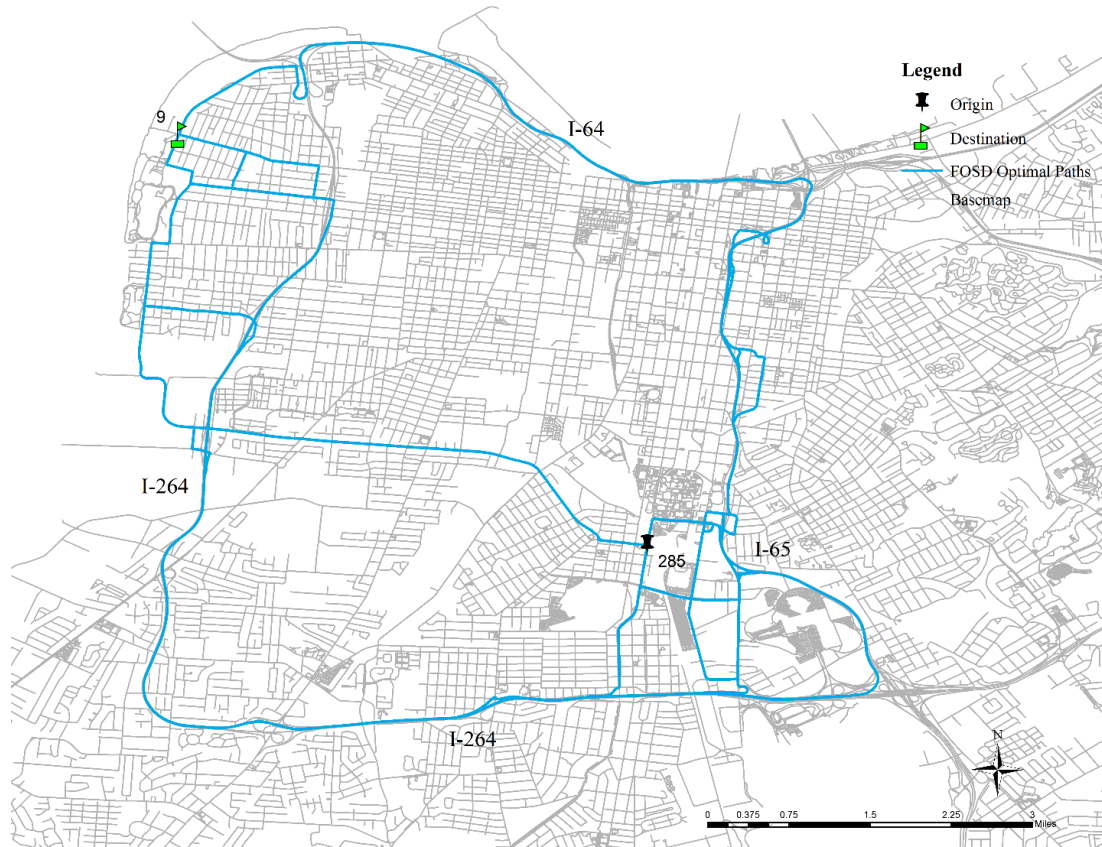 Legend
Origin
Destination
FOSD Optimal Paths
Basemap
9
I-64
I-264
285
I-65
I-264
N
0 0.375 0.75 1.5 2.25 3
Miles